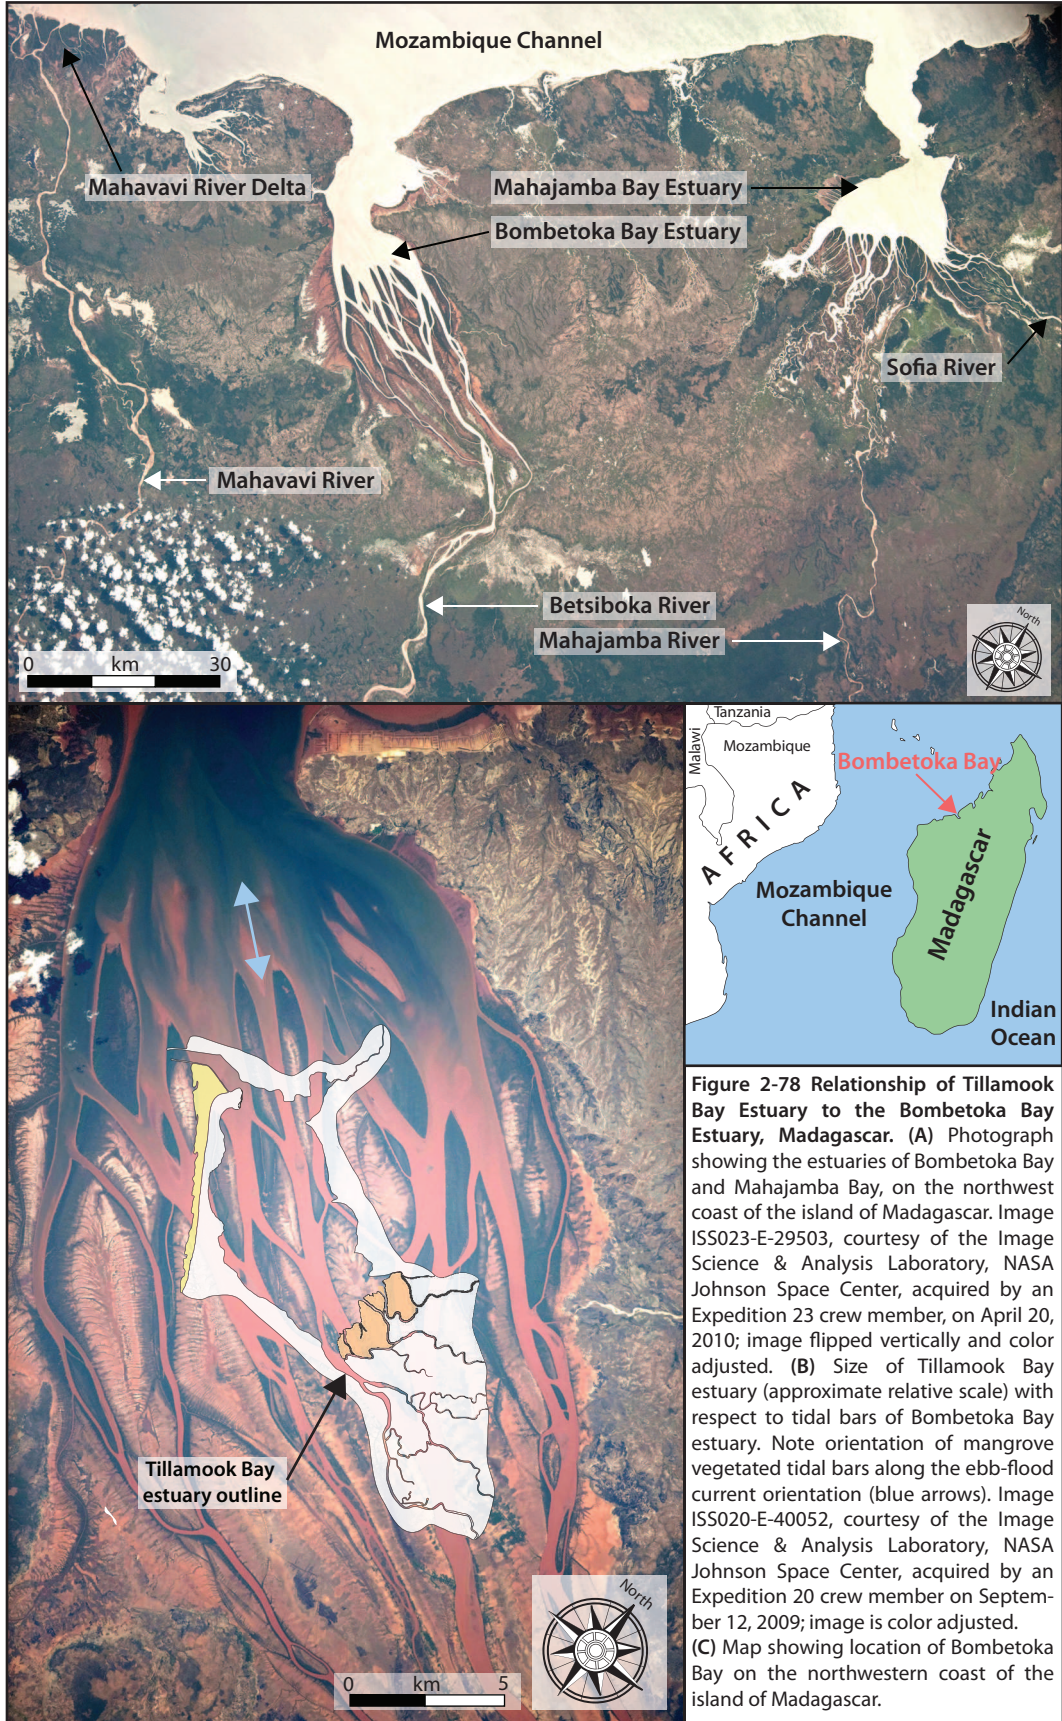 Mozambique Channel
Mahavavi River Delta
Mahajamba Bay Estuary
Bombetoka Bay Estuary
Sofia River
Mahavavi River
Betsiboka River
Mahajamba River
North
0 km 30
Tanzania
Malawi
Mozambique
Bombetoka Bay
AFRICA
Mozambique
Channel
Madagascar
Indian
Ocean
Tillamook Bay
estuary outline
North
0 km 5
Figure 2-78 Relationship of Tillamook
Bay Estuary to the Bombetoka Bay
Estuary, Madagascar. (A) Photograph
showing the estuaries of Bombetoka Bay
and Mahajamba Bay, on the northwest
coast of the island of Madagascar. Image
ISS023-E-29503, courtesy of the Image
Science & Analysis Laboratory, NASA
Johnson Space Center, acquired by an
Expedition 23 crew member, on April 20,
2010; image flipped vertically and color
adjusted. (B) Size of Tillamook Bay
estuary (approximate relative scale) with
respect to tidal bars of Bombetoka Bay
estuary. Note orientation of mangrove
vegetated tidal bars along the ebb-flood
current orientation (blue arrows). Image
ISS020-E-40052, courtesy of the Image
Science & Analysis Laboratory, NASA
Johnson Space Center, acquired by an
Expedition 20 crew member on Septem-
ber 12, 2009; image is color adjusted.
(C) Map showing location of Bombetoka
Bay on the northwestern coast of the
island of Madagascar.